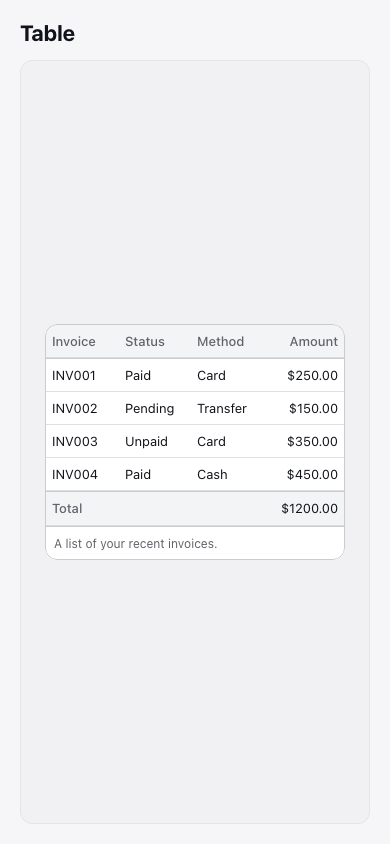 Table
Invoice Status Method Amount
INV001 Paid Card $250.00
INV002 Pending Transfer $150.00
INV003 Unpaid Card $350.00
INV004 Paid Cash $450.00
Total $1200.00
A list of your recent invoices.